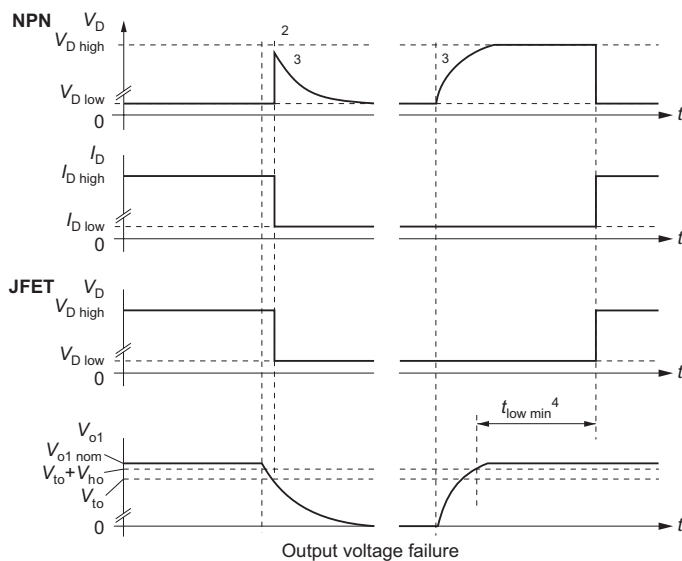 NPN V_D
V_D high
2
3
3
V_D low
0
t
I_D
I_D high
I_D low
0
t
JFET V_D
V_D high
V_D low
0
t
t_low min^4
V_o1
V_o1 nom
V_to + V_ho
V_to
0
t
Output voltage failure